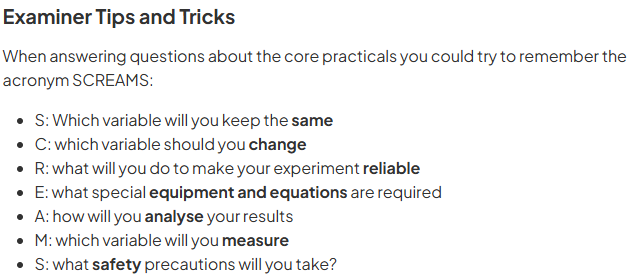 Examiner Tips and Tricks
When answering questions about the core practicals you could try to remember the
acronym SCREAMS:
• S: Which variable will you keep the same
• C: which variable should you change
• R: what will you do to make your experiment reliable
• E: what special equipment and equations are required
• A: how will you analyse your results
• M: which variable will you measure
• S: what safety precautions will you take?